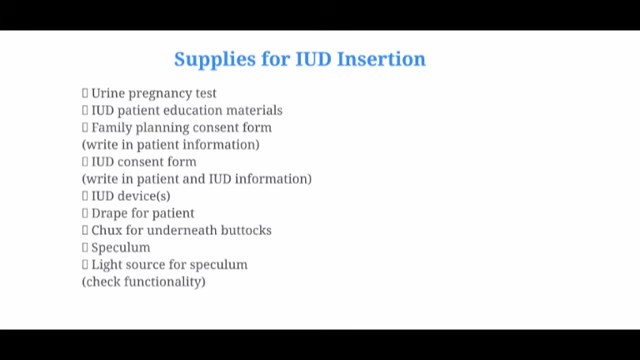 Supplies for IUD Insertion
▯ Urine pregnancy test
▯ IUD patient education materials
▯ Family planning consent form
(write in patient information)
▯ IUD consent form
(write in patient and IUD information)
▯ IUD device(s)
▯ Drape for patient
▯ Chux for underneath buttocks
▯ Speculum
▯ Light source for speculum
(check functionality)